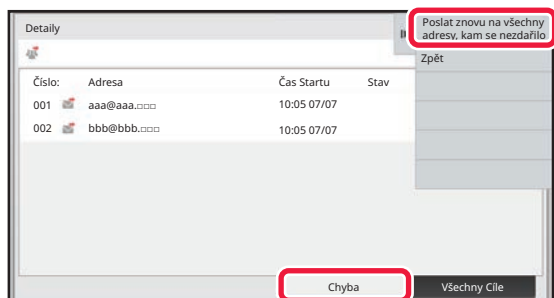 Detaily
Poslat znovu na všechny
adresy, kam se nezdařilo
Zpět
Číslo: Adresa Čas Startu Stav
001 aaa@aaa.□□□ 10:05 07/07
002 bbb@bbb.□□□ 10:05 07/07
Chyba Všechny Cíle